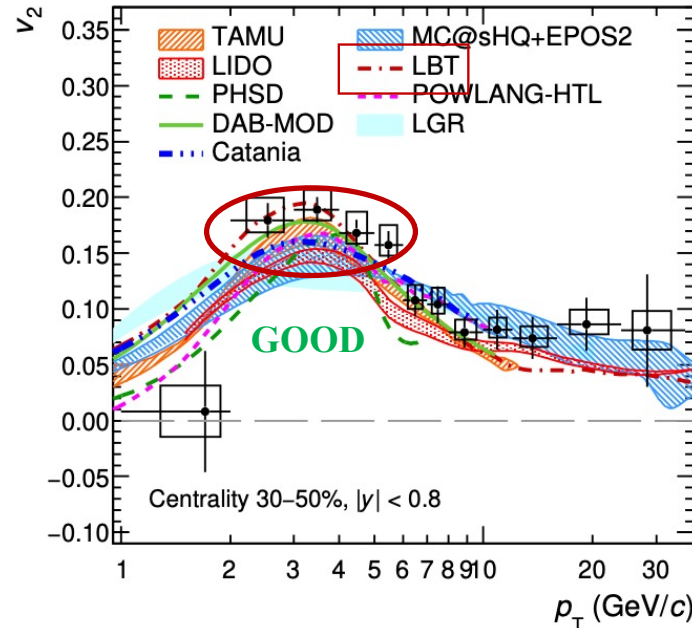 v₂
0.35
0.30
0.25
0.20
0.15
0.10
0.05
0.00
−0.05
−0.10
TAMU
LIDO
PHSD
DAB-MOD
Catania
MC@sHQ+EPOS2
LBT
POWLANG-HTL
LGR
GOOD
Centrality 30–50%, |y| < 0.8
1 2 3 4 5 6 7 8 9 10 20 30
p_T (GeV/c)